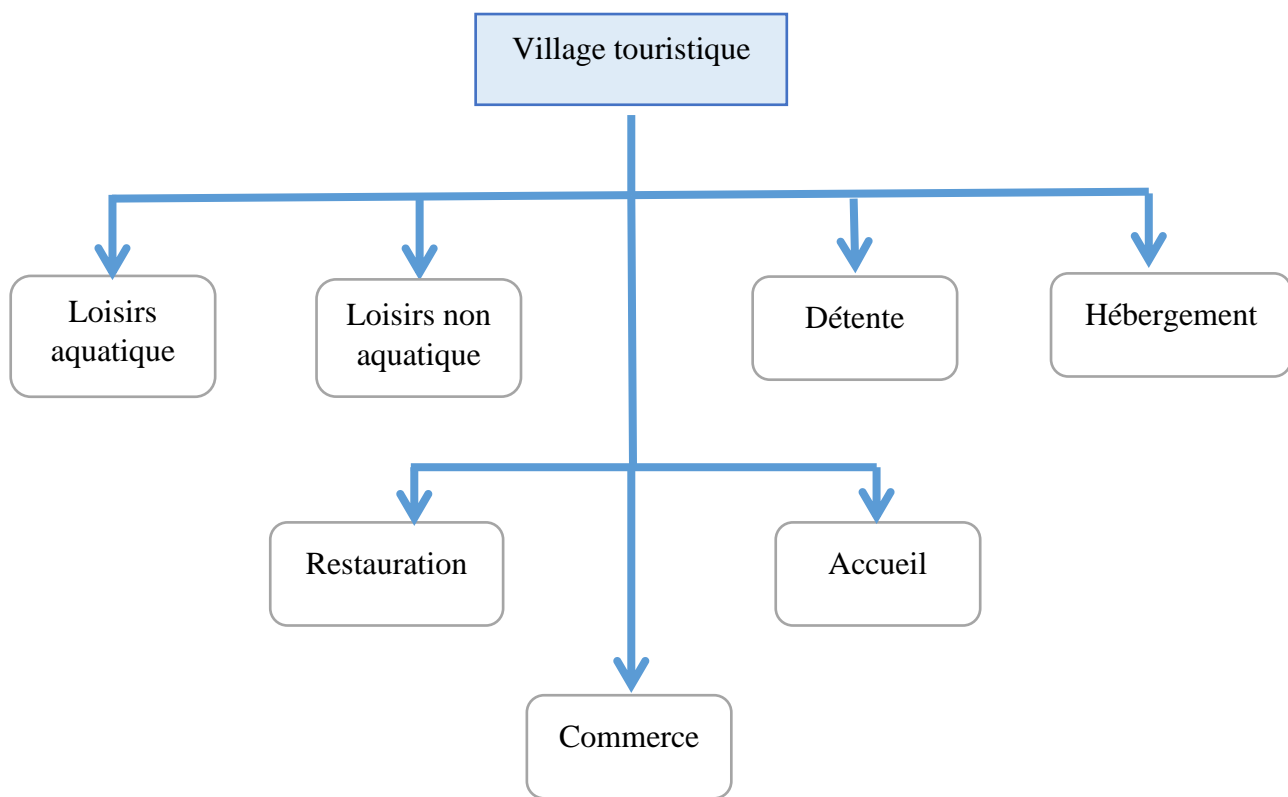 Village touristique
Loisirs
aquatique
Loisirs non
aquatique
Détente
Hébergement
Restauration
Accueil
Commerce